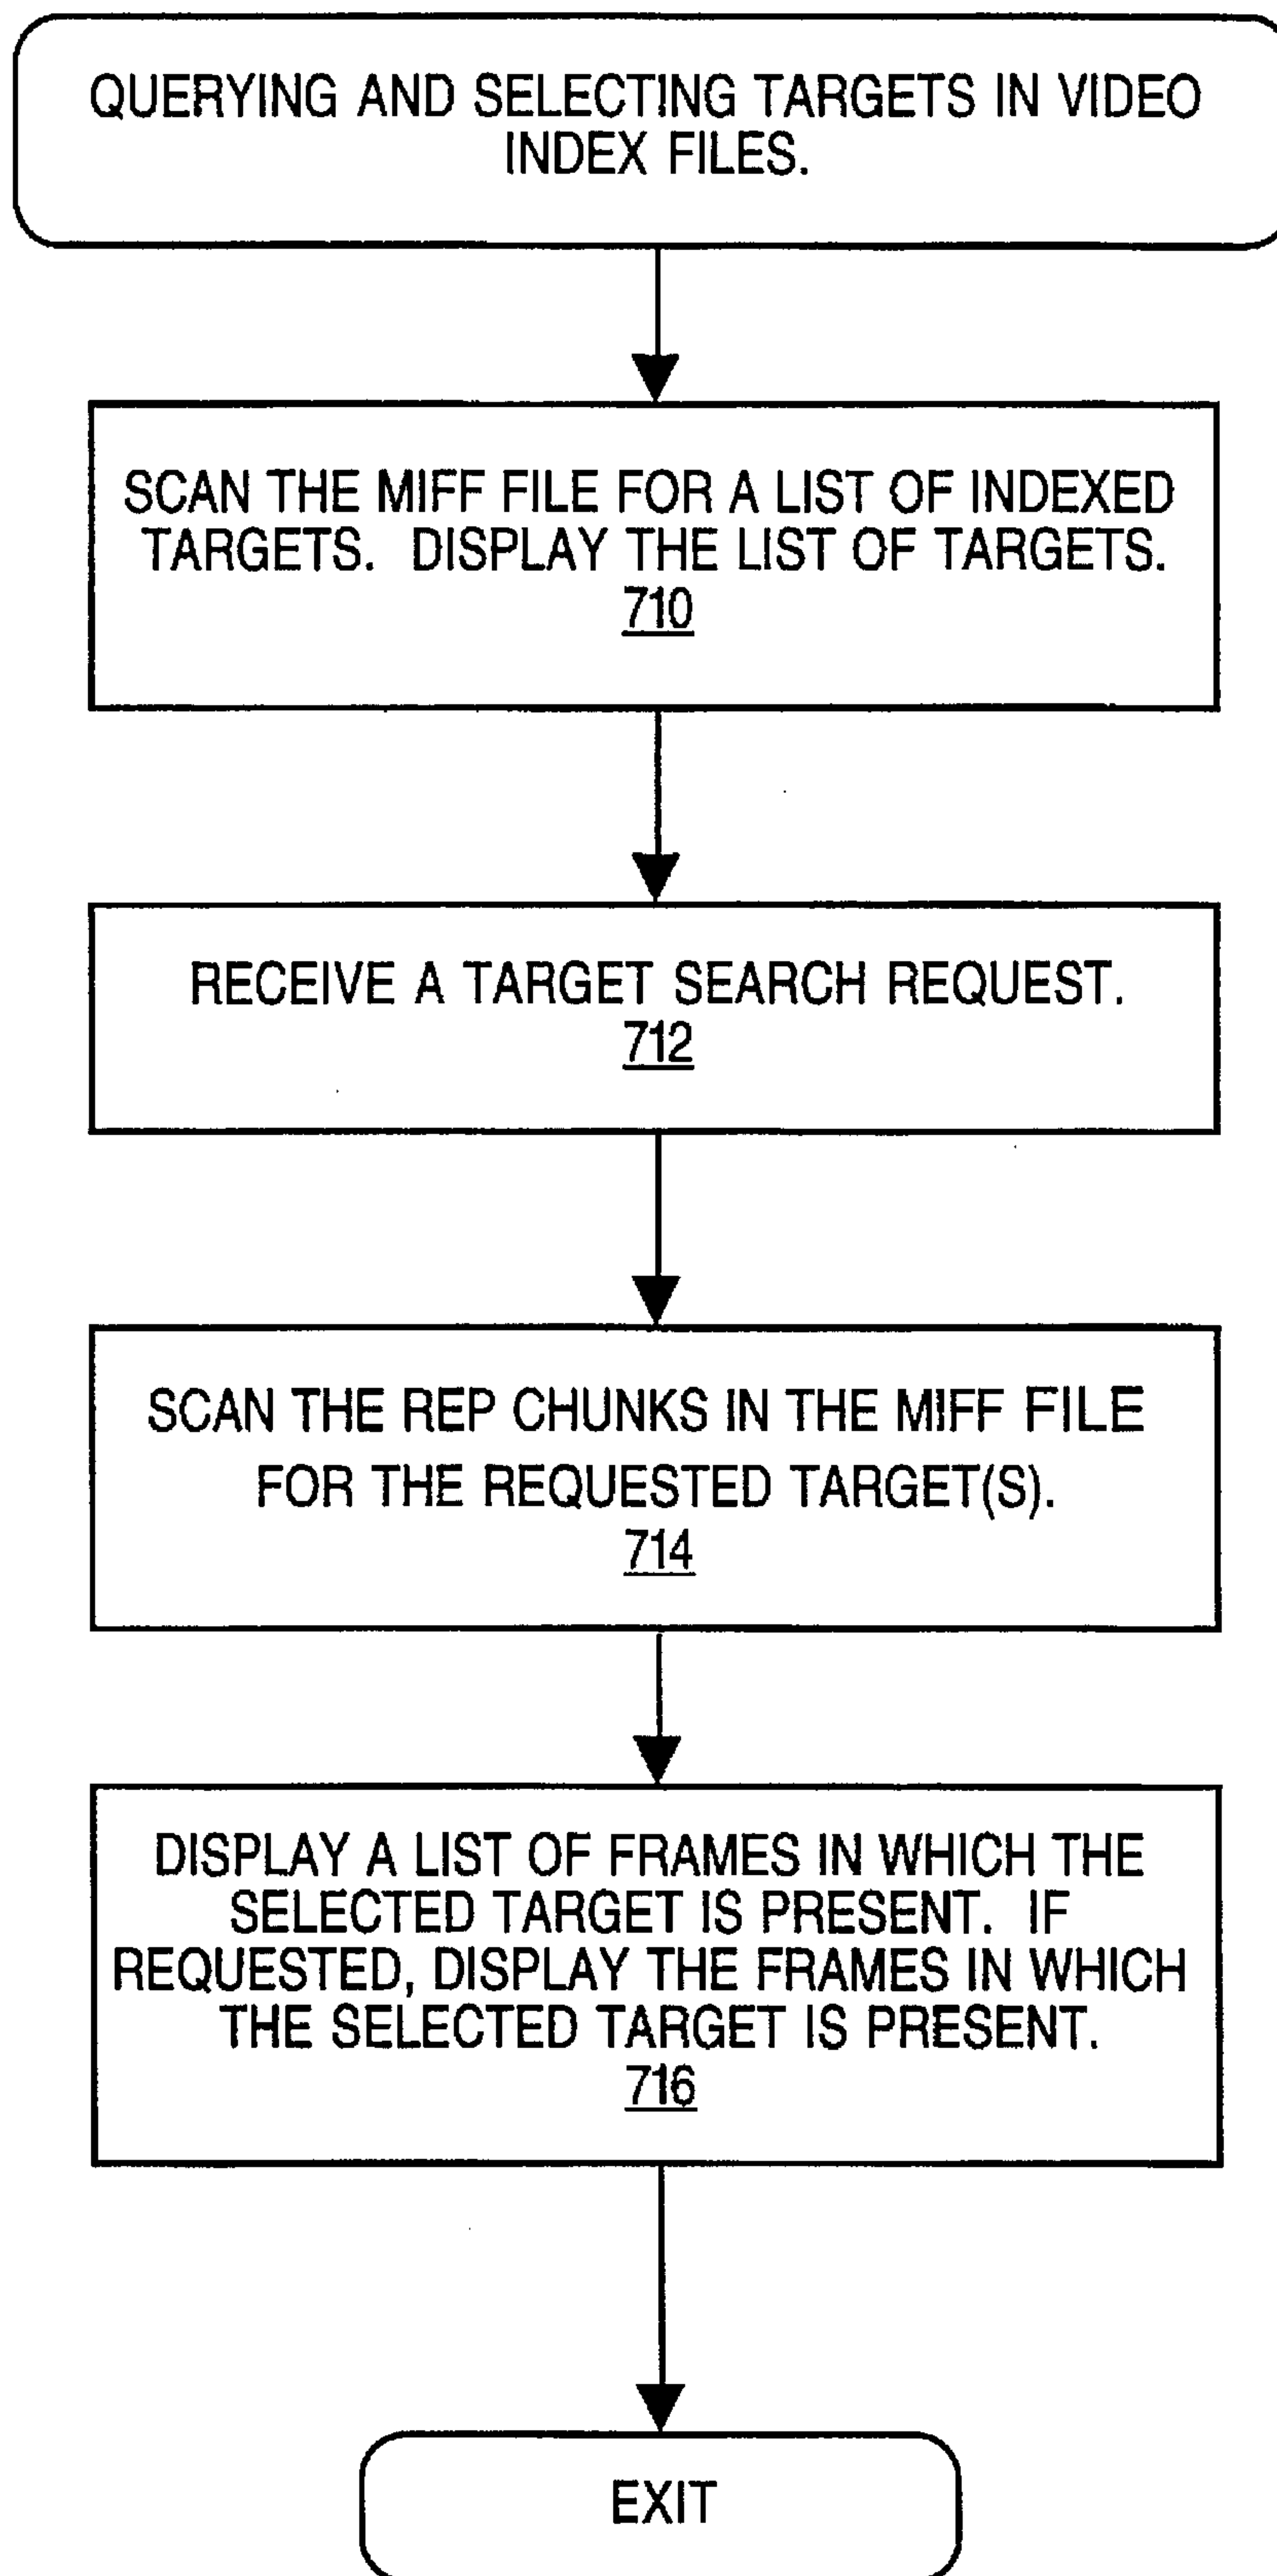 QUERYING AND SELECTING TARGETS IN VIDEO
INDEX FILES.
SCAN THE MIFF FILE FOR A LIST OF INDEXED
TARGETS. DISPLAY THE LIST OF TARGETS.
710
RECEIVE A TARGET SEARCH REQUEST.
712
SCAN THE REP CHUNKS IN THE MIFF FILE
FOR THE REQUESTED TARGET(S).
714
DISPLAY A LIST OF FRAMES IN WHICH THE
SELECTED TARGET IS PRESENT. IF
REQUESTED, DISPLAY THE FRAMES IN WHICH
THE SELECTED TARGET IS PRESENT.
716
EXIT